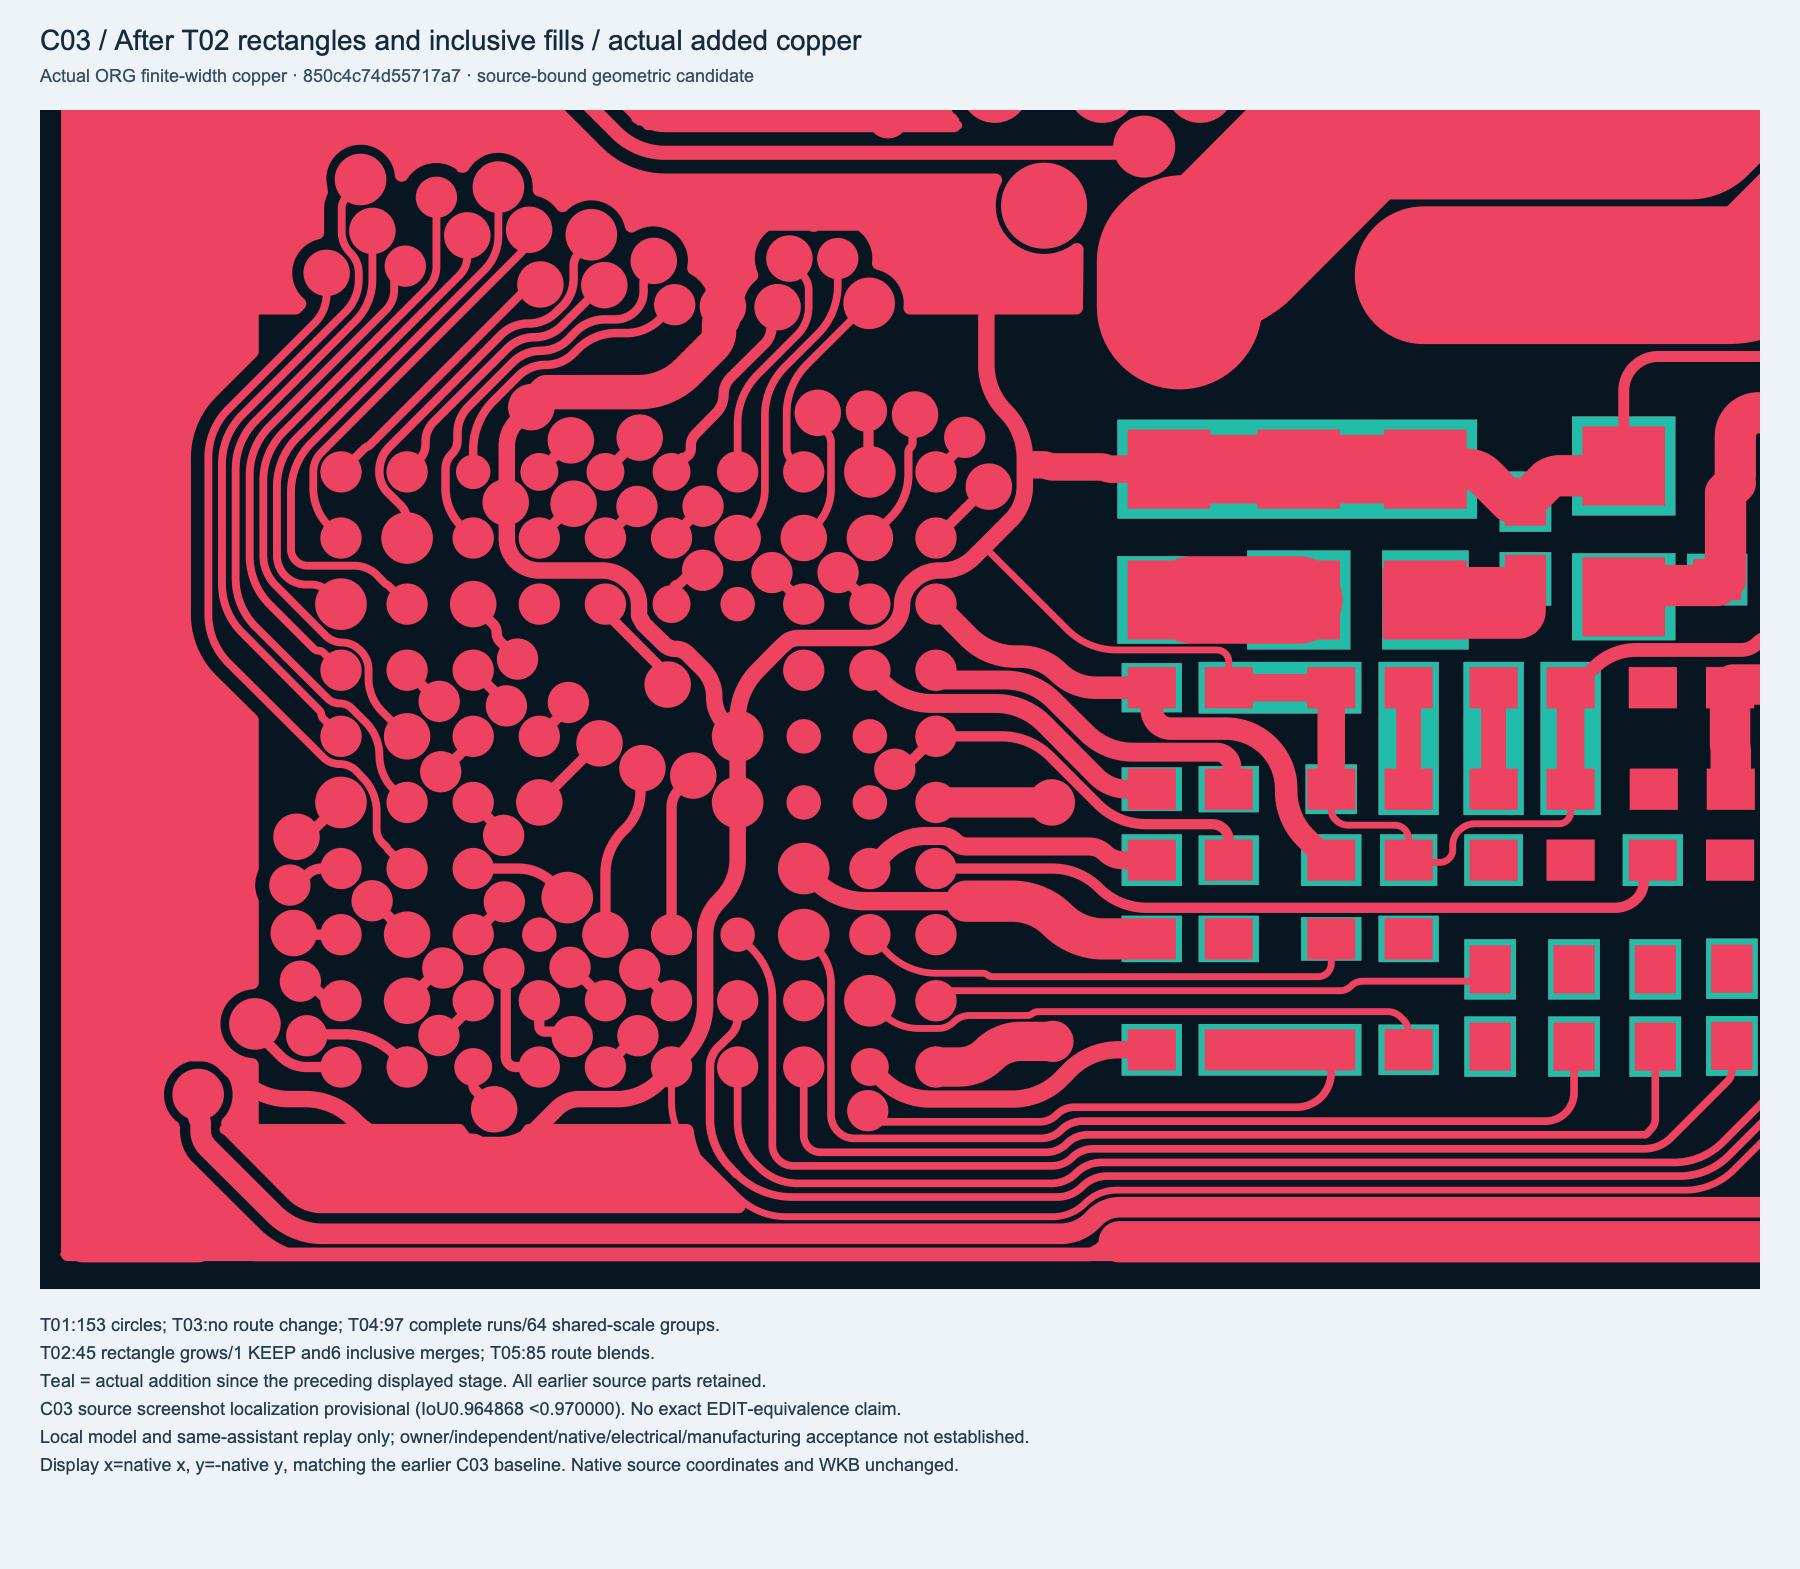 C03 / After T02 rectangles and inclusive fills / actual added copper
Actual ORG finite-width copper · 850c4c74d55717a7 · source-bound geometric candidate
T01:153 circles; T03:no route change; T04:97 complete runs/64 shared-scale groups.
T02:45 rectangle grows/1 KEEP and6 inclusive merges; T05:85 route blends.
Teal = actual addition since the preceding displayed stage. All earlier source parts retained.
C03 source screenshot localization provisional (IoU0.964868 <0.970000). No exact EDIT-equivalence claim.
Local model and same-assistant replay only; owner/independent/native/electrical/manufacturing acceptance not established.
Display x=native x, y=-native y, matching the earlier C03 baseline. Native source coordinates and WKB unchanged.